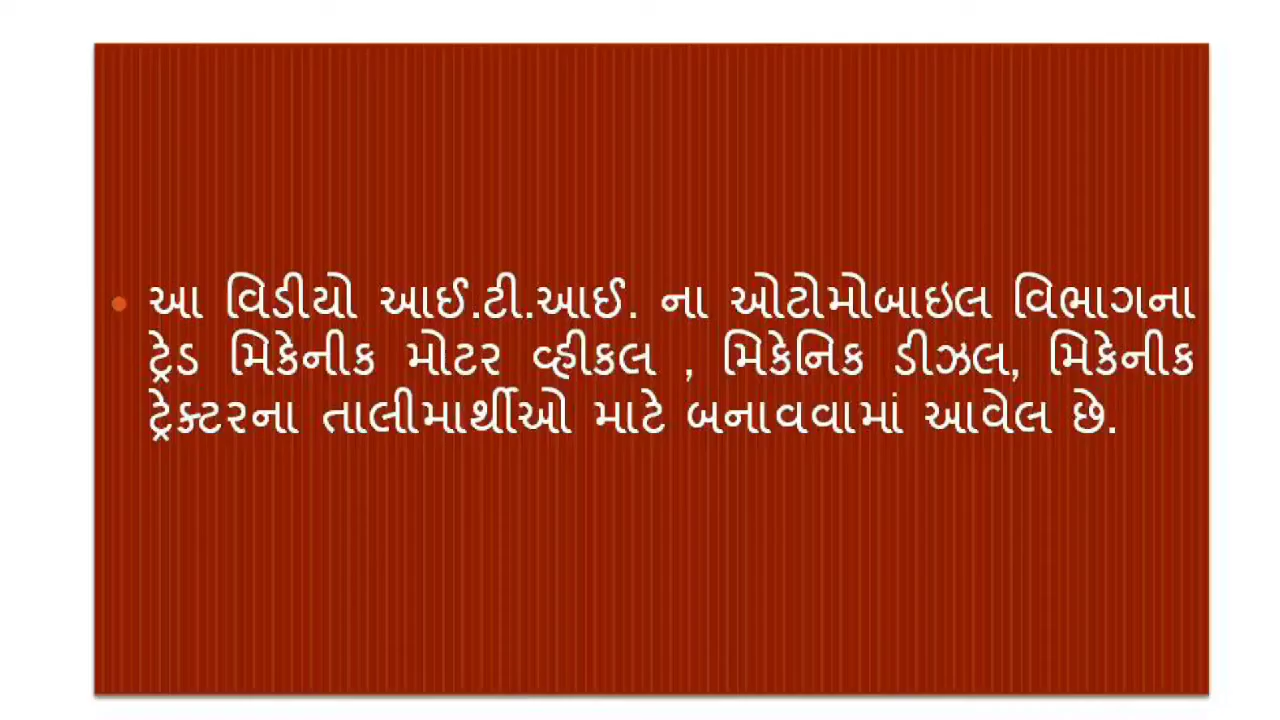 • આ વિડીયો આઈ.ટી.આઈ. ના ઓટોમોબાઇલ વિભાગના
ટ્રેડ મિકેનીક મોટર વ્હીકલ , મિકેનિક ડીઝલ, મિકેનીક
ટ્રેક્ટરના તાલીમાર્થીઓ માટે બનાવવામાં આવેલ છે.